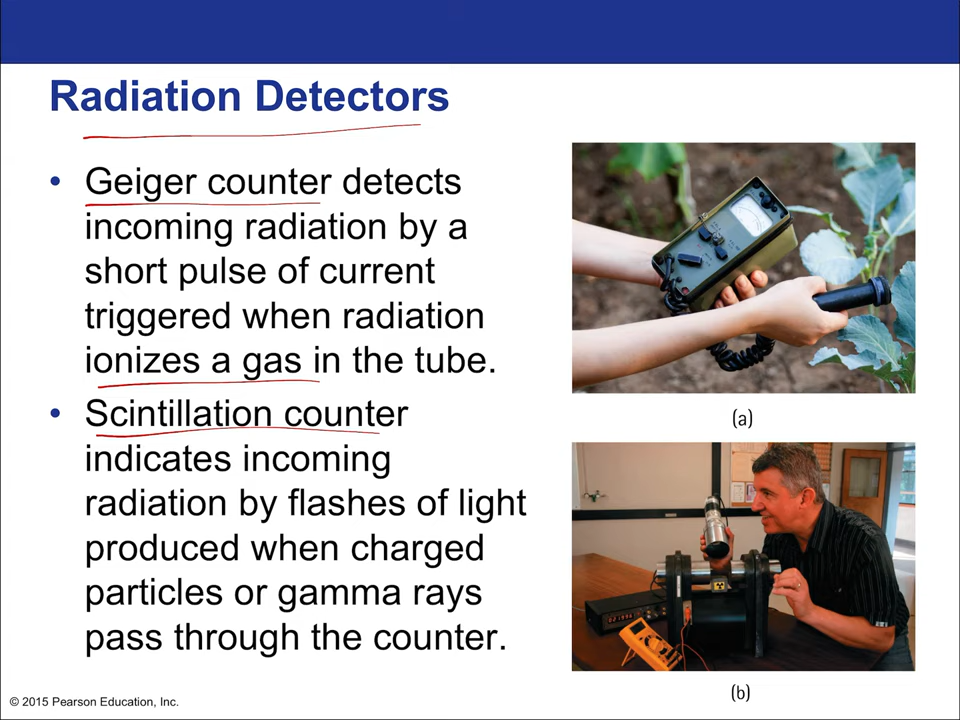 Radiation Detectors
• Geiger counter detects
incoming radiation by a
short pulse of current
triggered when radiation
ionizes a gas in the tube.
• Scintillation counter
indicates incoming
radiation by flashes of light
produced when charged
particles or gamma rays
pass through the counter.
(a)
(b)
© 2015 Pearson Education, Inc.